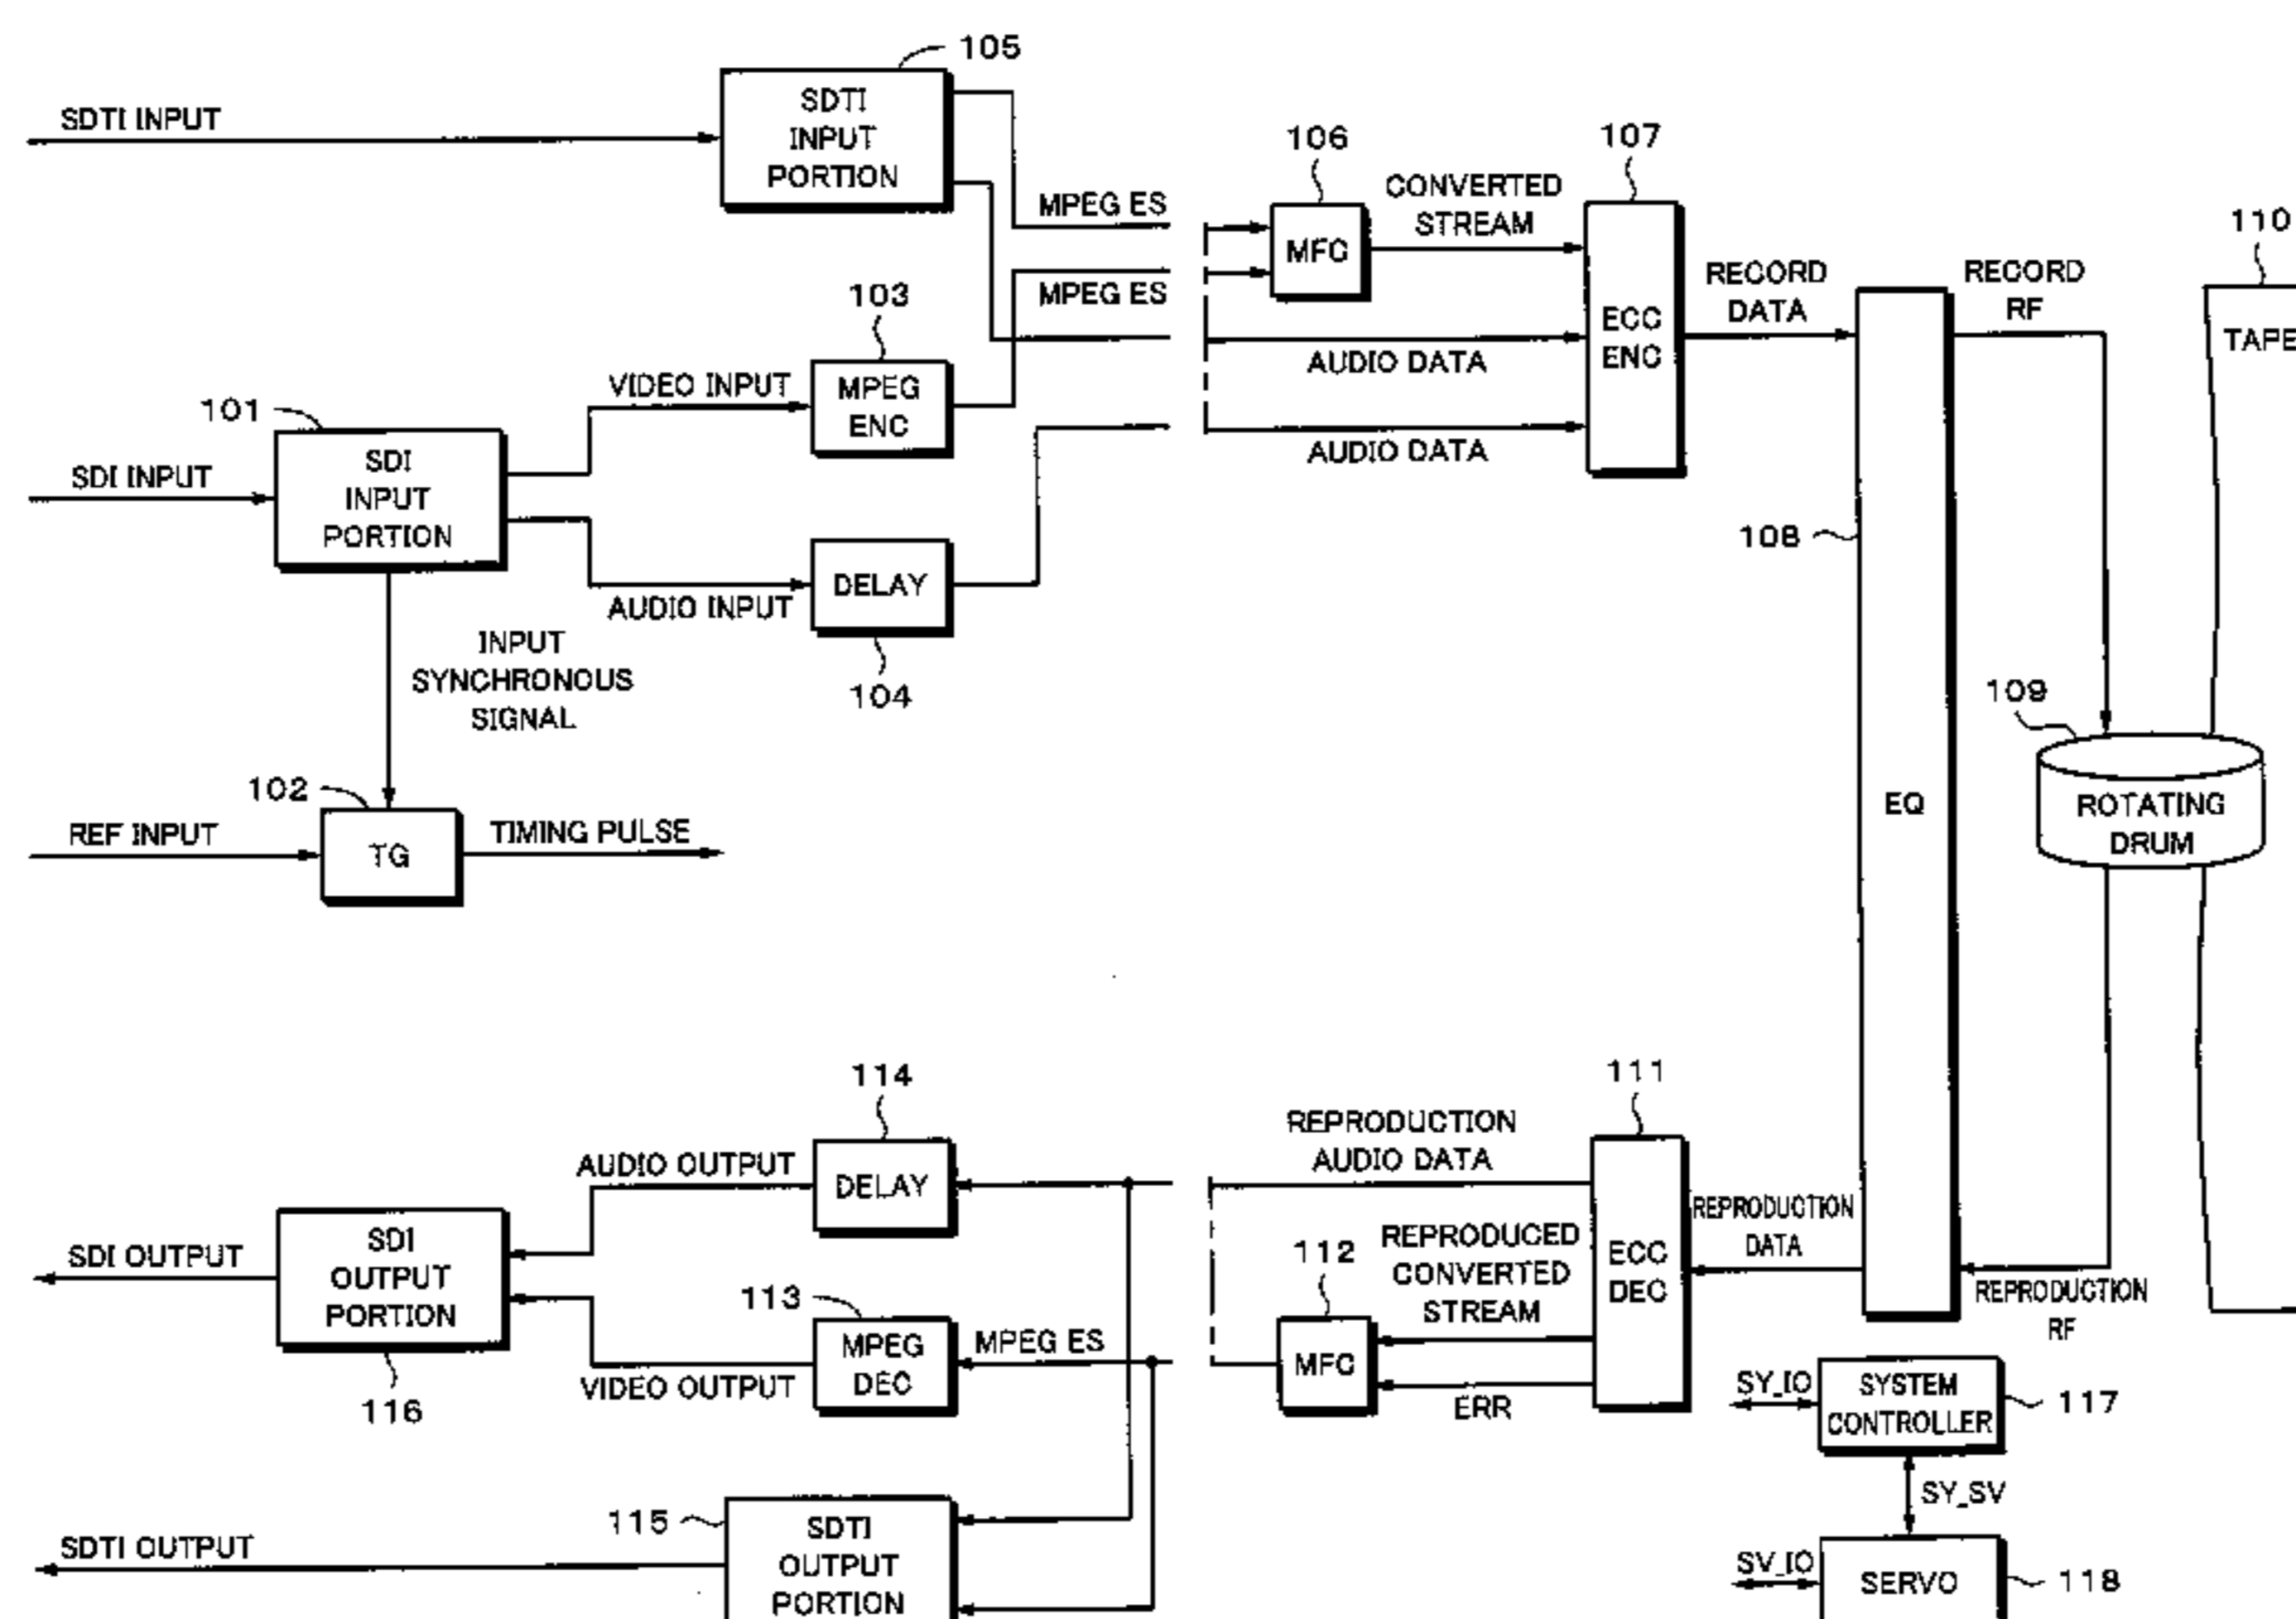 105
SDTI INPUT
SDTI
INPUT
PORTION
106
107
110
MPEG ES
CONVERTED
STREAM
MFC
MPEG ES
103
ECC
ENC
RECORD
DATA
RECORD
RF
TAPE
AUDIO DATA
VIDEO INPUT
MPEG
ENC
101
SDI INPUT
SDI
INPUT
PORTION
AUDIO DATA
108
AUDIO INPUT
DELAY
104
INPUT
SYNCHRONOUS
SIGNAL
109
102
REF INPUT
TG
TIMING PULSE
EQ
ROTATING
DRUM
114
111
REPRODUCTION
AUDIO DATA
AUDIO OUTPUT
DELAY
REPRODUCTION
DATA
SDI OUTPUT
SDI
OUTPUT
PORTION
112
REPRODUCED
CONVERTED
STREAM
ECC
DEC
REPRODUCTION
RF
113
MPEG
DEC
MPEG ES
MFC
VIDEO OUTPUT
116
ERR
SY_IO
SYSTEM
CONTROLLER
117
SY_SV
115
SDTI OUTPUT
SDTI
OUTPUT
PORTION
SV_IO
SERVO
118